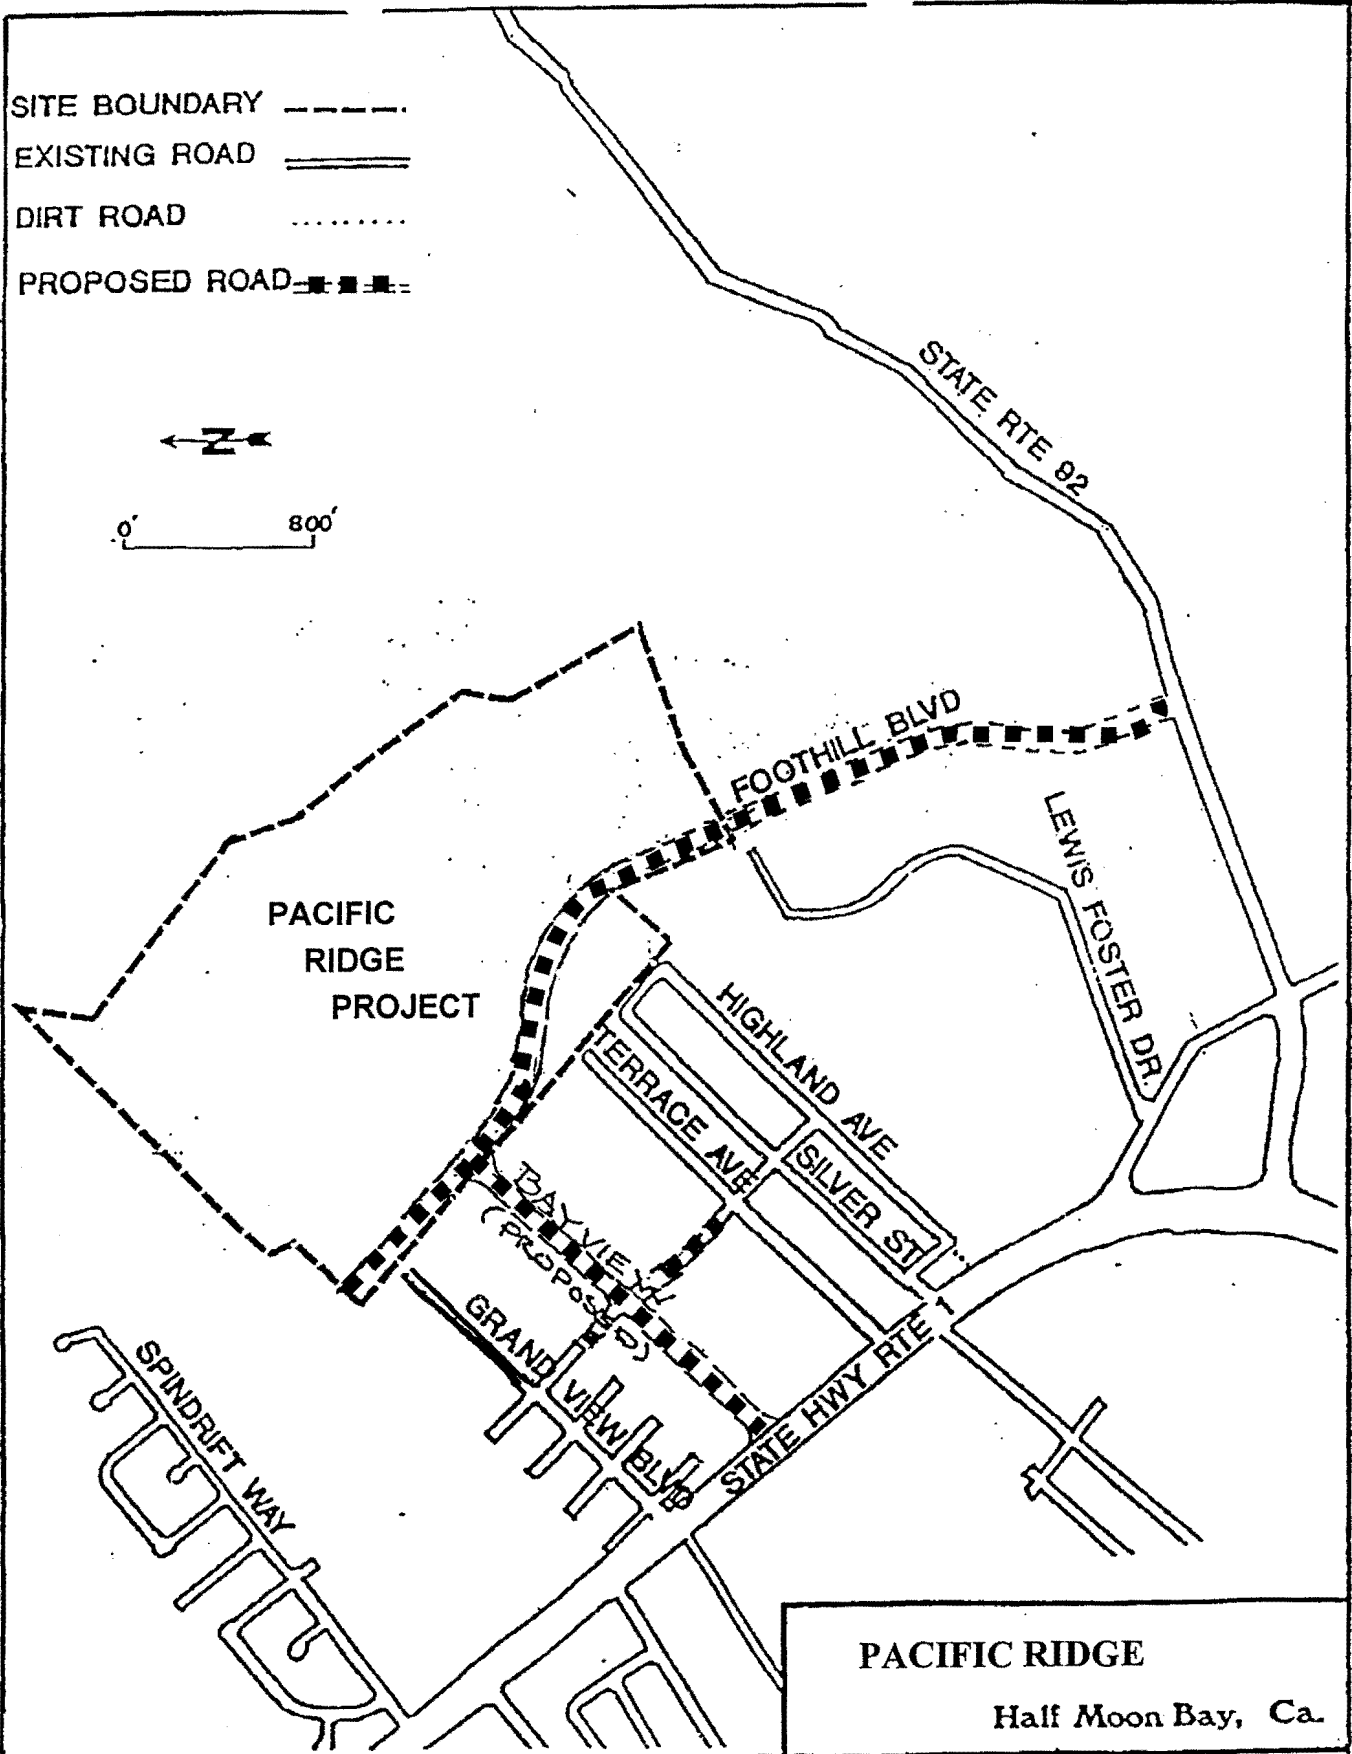 SITE BOUNDARY
EXISTING ROAD
DIRT ROAD
PROPOSED ROAD
N
0' 800'
STATE RTE 92
FOOTHILL BLVD
LEWIS FOSTER DR.
PACIFIC
RIDGE
PROJECT
HIGHLAND AVE
TERRACE AVE
SILVER ST
BAYVIEW
(PROPOSED)
GRAND VIEW BLVD
STATE HWY RTE 1
SPINDRIFT WAY
PACIFIC RIDGE
Half Moon Bay, Ca.